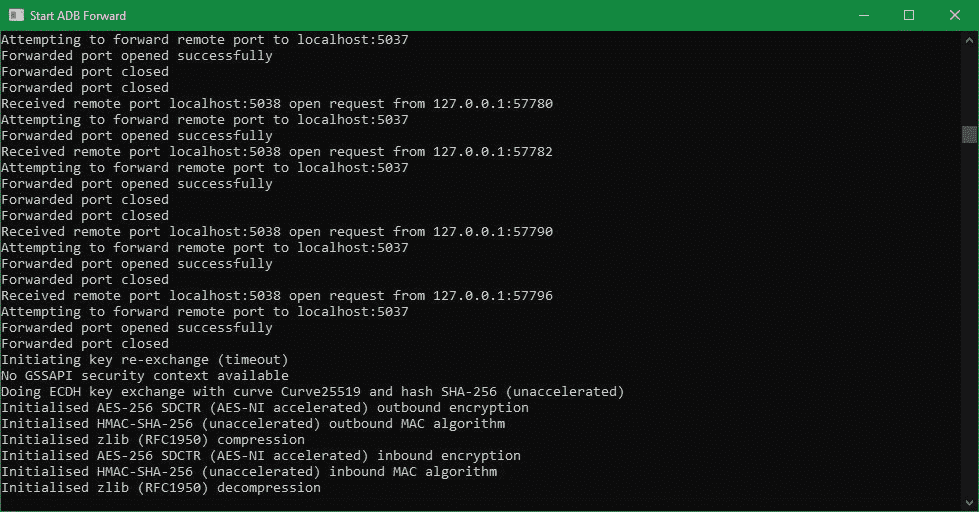 Start ADB Forward
Attempting to forward remote port to localhost:5037
Forwarded port opened successfully
Forwarded port closed
Forwarded port closed
Received remote port localhost:5038 open request from 127.0.0.1:57780
Attempting to forward remote port to localhost:5037
Forwarded port opened successfully
Received remote port localhost:5038 open request from 127.0.0.1:57782
Attempting to forward remote port to localhost:5037
Forwarded port opened successfully
Forwarded port closed
Forwarded port closed
Received remote port localhost:5038 open request from 127.0.0.1:57790
Attempting to forward remote port to localhost:5037
Forwarded port opened successfully
Forwarded port closed
Received remote port localhost:5038 open request from 127.0.0.1:57796
Attempting to forward remote port to localhost:5037
Forwarded port opened successfully
Forwarded port closed
Initiating key re-exchange (timeout)
No GSSAPI security context available
Doing ECDH key exchange with curve Curve25519 and hash SHA-256 (unaccelerated)
Initialised AES-256 SDCTR (AES-NI accelerated) outbound encryption
Initialised HMAC-SHA-256 (unaccelerated) outbound MAC algorithm
Initialised zlib (RFC1950) compression
Initialised AES-256 SDCTR (AES-NI accelerated) inbound encryption
Initialised HMAC-SHA-256 (unaccelerated) inbound MAC algorithm
Initialised zlib (RFC1950) decompression